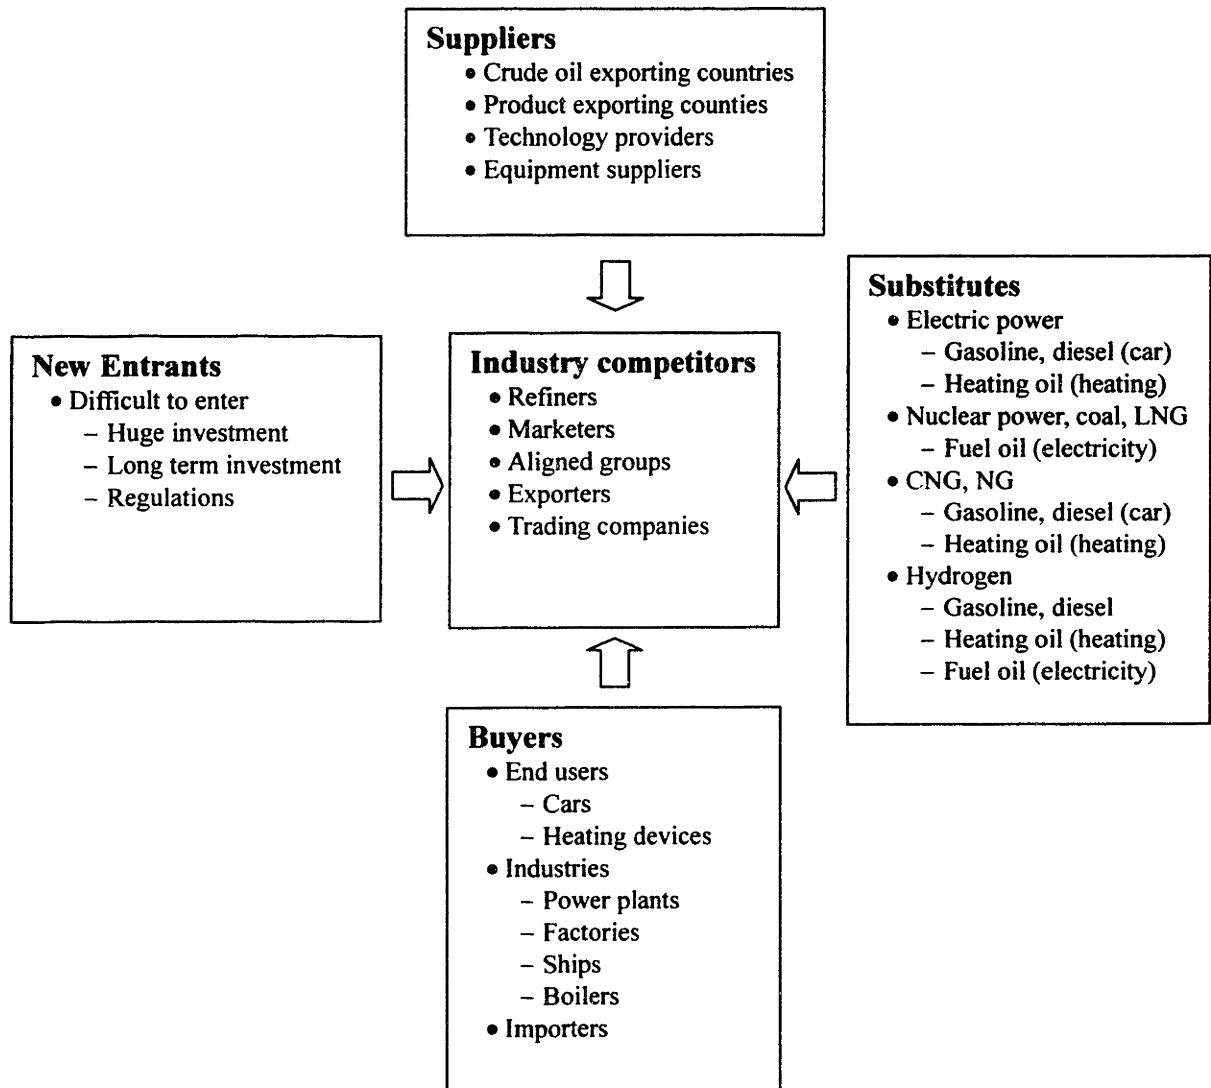 Suppliers
• Crude oil exporting countries
• Product exporting counties
• Technology providers
• Equipment suppliers
New Entrants
• Difficult to enter
– Huge investment
– Long term investment
– Regulations
Industry competitors
• Refiners
• Marketers
• Aligned groups
• Exporters
• Trading companies
Substitutes
• Electric power
– Gasoline, diesel (car)
– Heating oil (heating)
• Nuclear power, coal, LNG
– Fuel oil (electricity)
• CNG, NG
– Gasoline, diesel (car)
– Heating oil (heating)
• Hydrogen
– Gasoline, diesel
– Heating oil (heating)
– Fuel oil (electricity)
Buyers
• End users
– Cars
– Heating devices
• Industries
– Power plants
– Factories
– Ships
– Boilers
• Importers